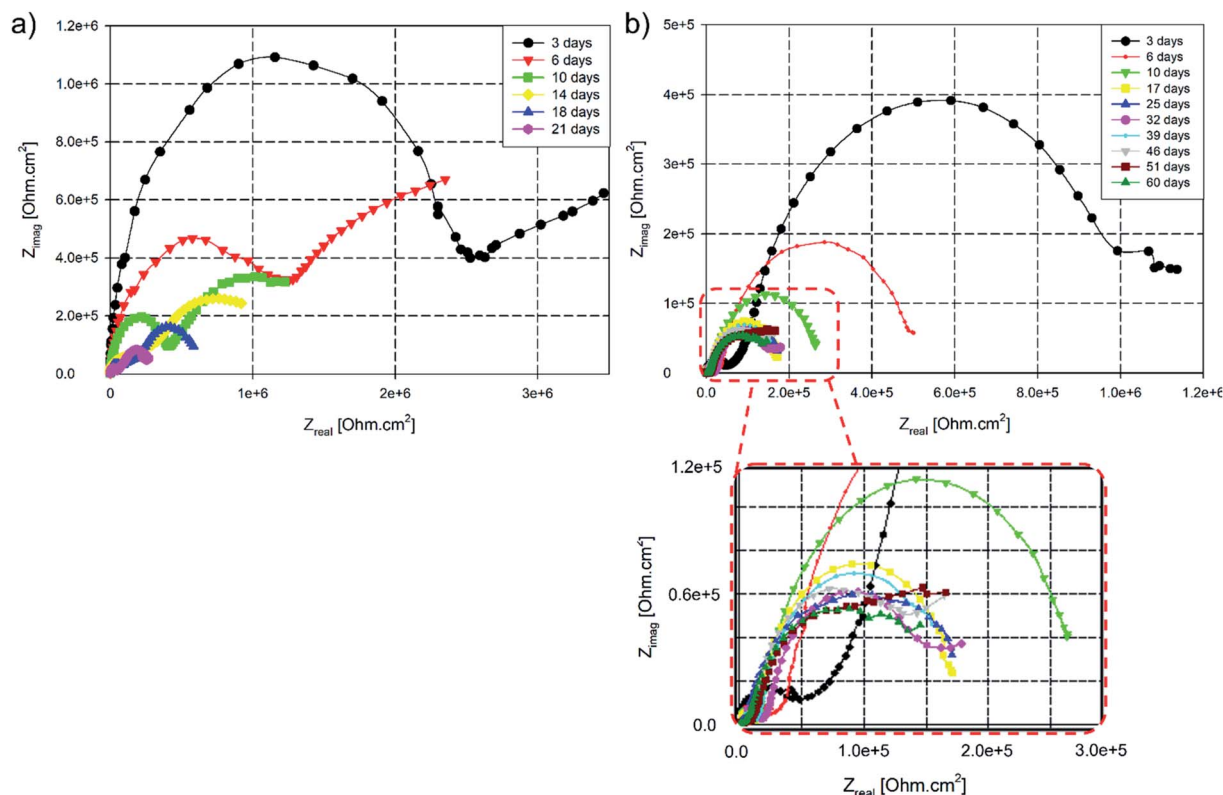 a)
1.2e+6
1.0e+6
8.0e+5
6.0e+5
4.0e+5
2.0e+5
0.0
Z_imag [Ohm.cm²]
0
1e+6
2e+6
3e+6
Z_real [Ohm.cm²]
3 days
6 days
10 days
14 days
18 days
21 days
b)
5e+5
4e+5
3e+5
2e+5
1e+5
0
Z_imag [Ohm.cm²]
0.0
2.0e+5
4.0e+5
6.0e+5
8.0e+5
1.0e+6
1.2e+6
Z_real [Ohm.cm²]
3 days
6 days
10 days
17 days
25 days
32 days
39 days
46 days
51 days
60 days
1.2e+5
0.6e+5
0.0
Z_imag [Ohm.cm²]
0.0
1.0e+5
2.0e+5
3.0e+5
Z_real [Ohm.cm²]